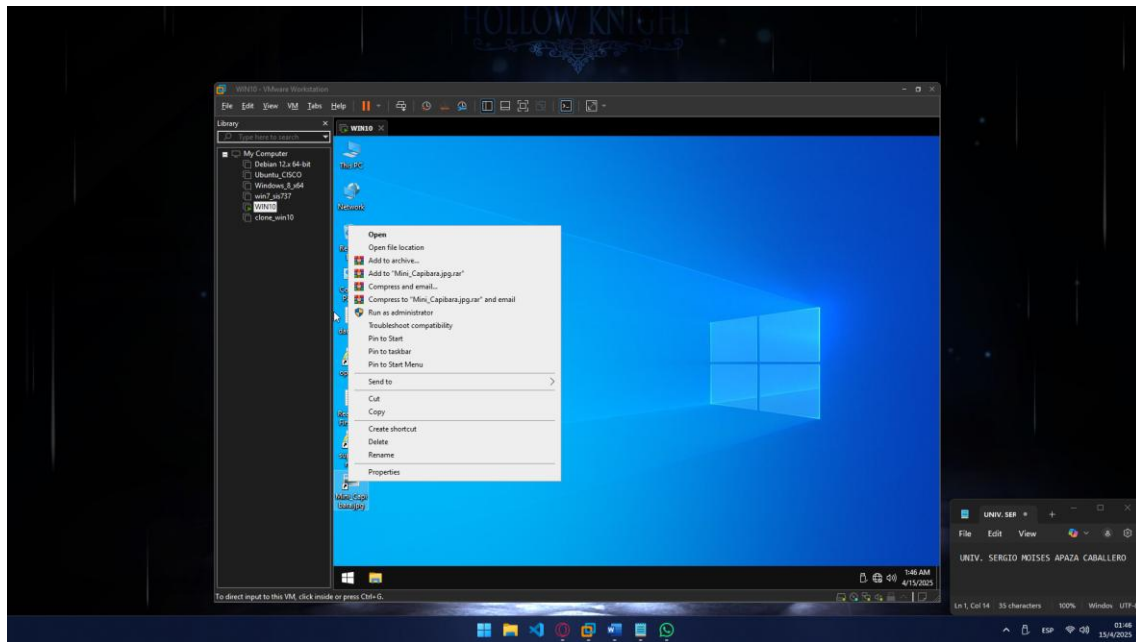 HOLLOW KNIGHT
WIN10 - VMware Workstation
File Edit View VM Tabs Help
Library
Type here to search
My Computer
Debian 12.x 64-bit
Ubuntu_CISCO
Windows_8_x64
win7_sis737
WIN10
clone_win10
WIN10
This PC
Network
Open
Open file location
Add to archive...
Add to "Mini_Capibara.jpg.rar"
Compress and email...
Compress to "Mini_Capibara.jpg.rar" and email
Run as administrator
Troubleshoot compatibility
Pin to Start
Pin to taskbar
Pin to Start Menu
Send to
Cut
Copy
Create shortcut
Delete
Rename
Properties
Mini_Capi
bara.jpg
1:46 AM
4/15/2025
To direct input to this VM, click inside or press Ctrl+G.
UNIV. SER
File Edit View
UNIV. SERGIO MOISES APAZA CABALLERO
Ln 1, Col 14 35 characters 100% Window UTF-8
ESP
01:46
15/4/2025